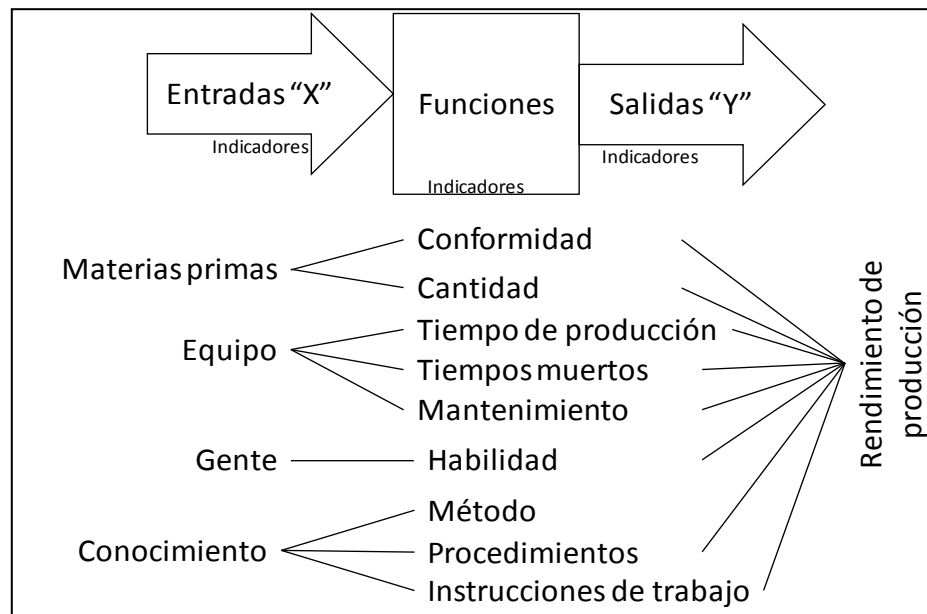 Entradas “X”
Indicadores
Funciones
Indicadores
Salidas “Y”
Indicadores
Materias primas
Conformidad
Cantidad
Equipo
Tiempo de producción
Tiempos muertos
Mantenimiento
Gente
Habilidad
Conocimiento
Método
Procedimientos
Instrucciones de trabajo
Rendimiento de
producción